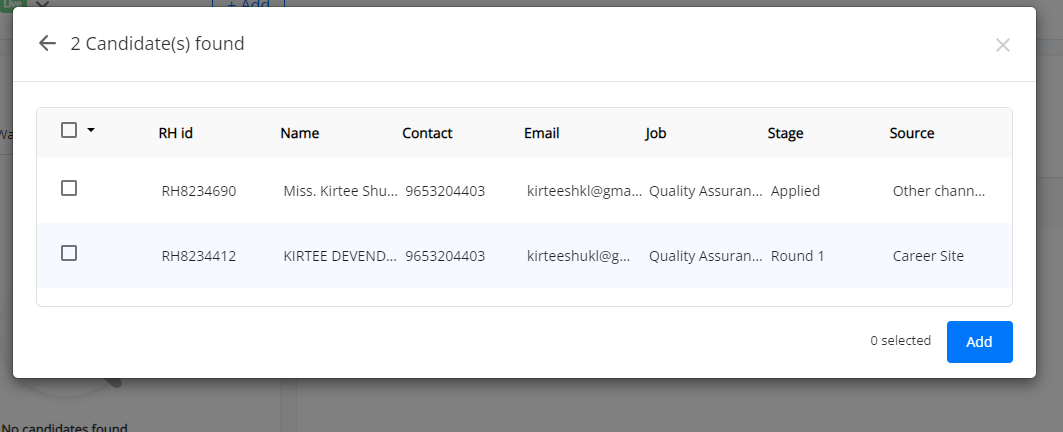 Live
+ Add
2 Candidate(s) found
RH id Name Contact Email Job Stage Source
RH8234690 Miss. Kirtee Shu... 9653204403 kirteeshkl@gma... Quality Assuran... Applied Other chann...
RH8234412 KIRTEE DEVEND... 9653204403 kirteeshukl@g... Quality Assuran... Round 1 Career Site
0 selected Add
No candidates found